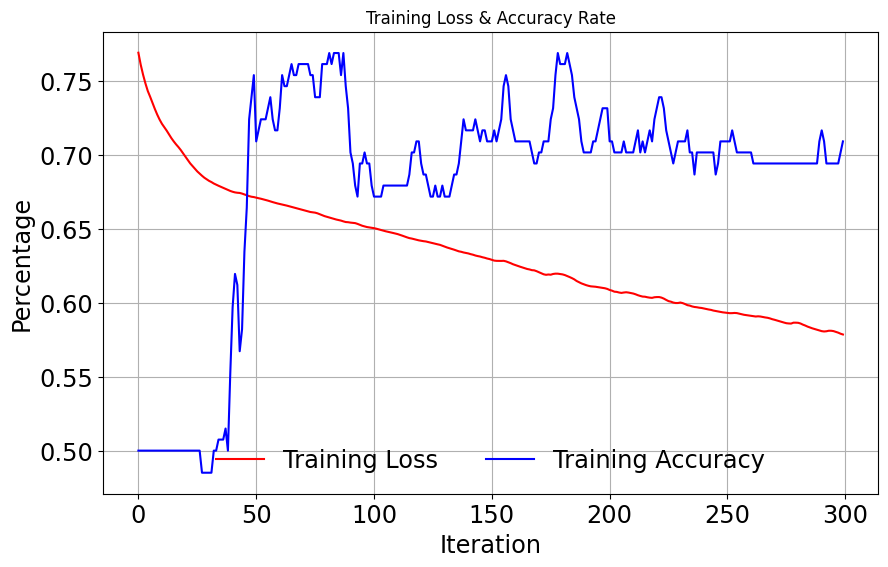 Training Loss & Accuracy Rate
Percentage
0.75
0.70
0.65
0.60
0.55
0.50
Training Loss Training Accuracy
0 50 100 150 200 250 300
Iteration